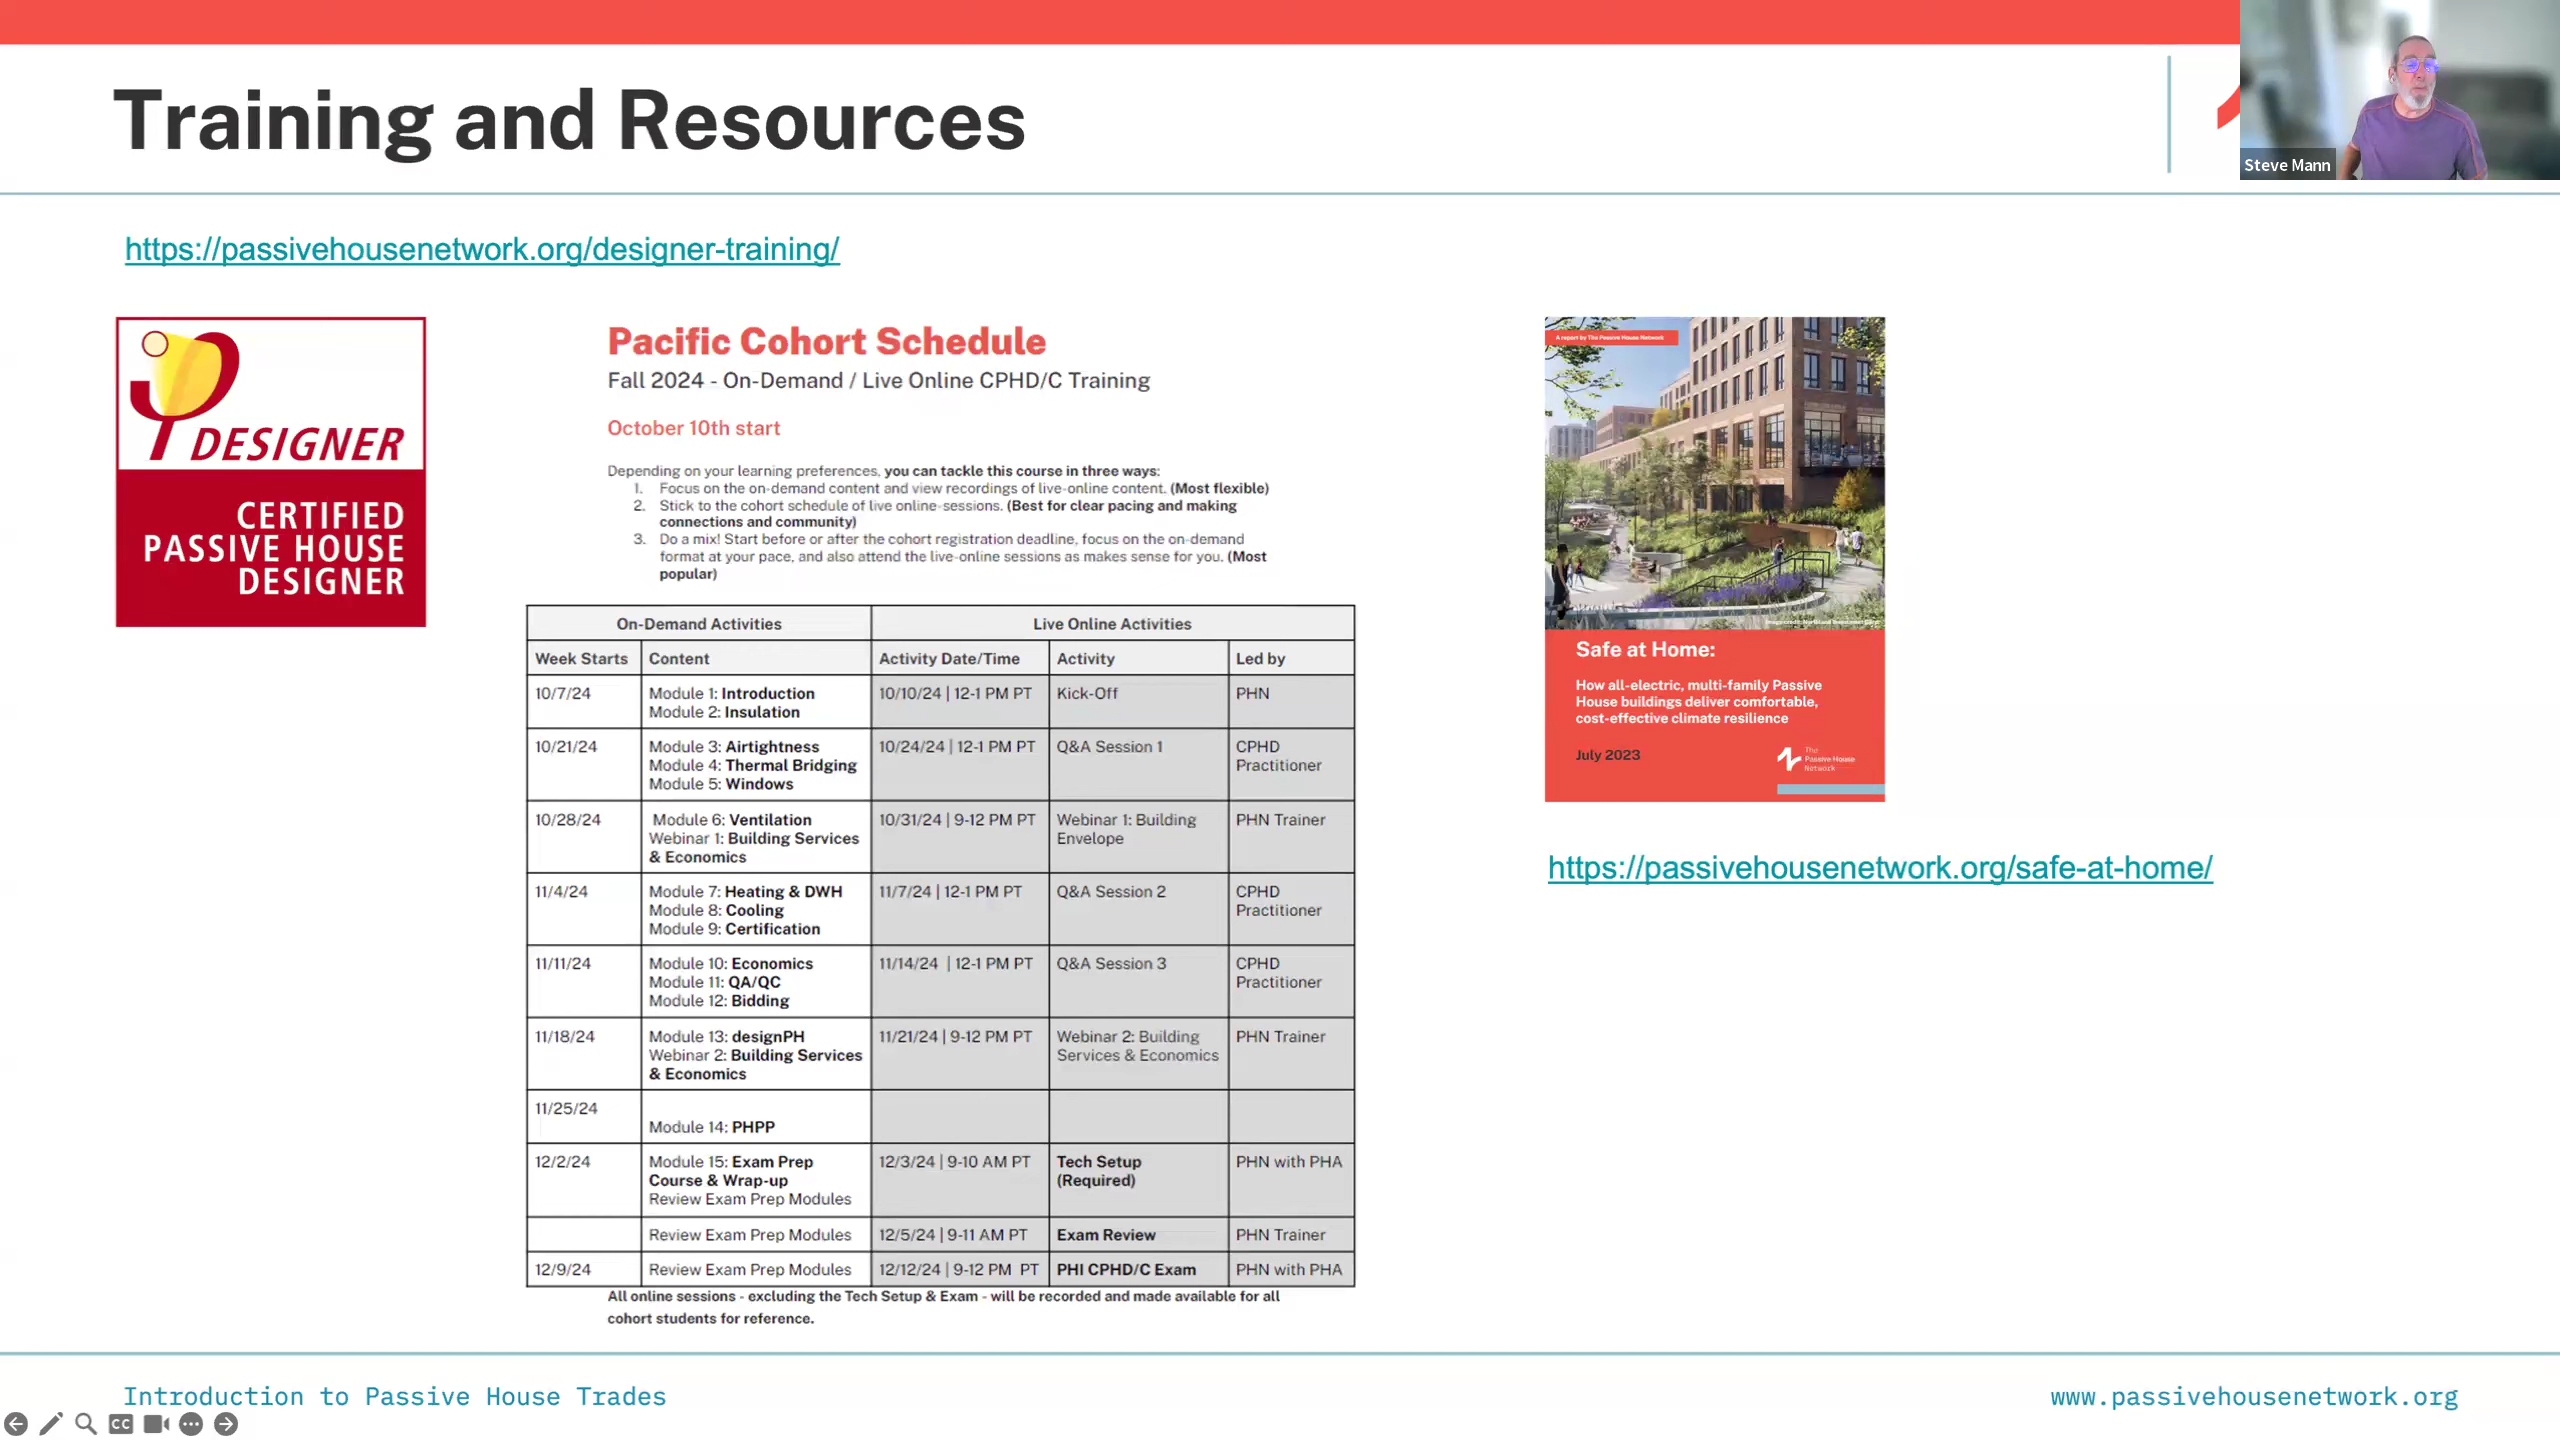 Training and Resources
Steve Mann
https://passivehousenetwork.org/designer-training/
DESIGNER
CERTIFIED
PASSIVE HOUSE
DESIGNER
Pacific Cohort Schedule
Fall 2024 - On-Demand / Live Online CPHD/C Training
October 10th start
Depending on your learning preferences, you can tackle this course in three ways:
1. Focus on the on-demand content and view recordings of live-online content. (Most flexible)
2. Stick to the cohort schedule of live online-sessions. (Best for clear pacing and making
connections and community)
3. Do a mix! Start before or after the cohort registration deadline, focus on the on-demand
format at your pace, and also attend the live-online sessions as makes sense for you. (Most
popular)
On-Demand Activities Live Online Activities
Week Starts Content Activity Date/Time Activity Led by
10/7/24 Module 1: Introduction 10/10/24 | 12-1 PM PT Kick-Off PHN
Module 2: Insulation
10/21/24 Module 3: Airtightness 10/24/24 | 12-1 PM PT Q&A Session 1 CPHD
Module 4: Thermal Bridging Practitioner
Module 5: Windows
10/28/24 Module 6: Ventilation 10/31/24 | 9-12 PM PT Webinar 1: Building PHN Trainer
Webinar 1: Building Services Envelope
& Economics
11/4/24 Module 7: Heating & DWH 11/7/24 | 12-1 PM PT Q&A Session 2 CPHD
Module 8: Cooling Practitioner
Module 9: Certification
11/11/24 Module 10: Economics 11/14/24 | 12-1 PM PT Q&A Session 3 CPHD
Module 11: QA/QC Practitioner
Module 12: Bidding
11/18/24 Module 13: designPH 11/21/24 | 9-12 PM PT Webinar 2: Building PHN Trainer
Webinar 2: Building Services Services & Economics
& Economics
11/25/24
Module 14: PHPP
12/2/24 Module 15: Exam Prep 12/3/24 | 9-10 AM PT Tech Setup PHN with PHA
Course & Wrap-up (Required)
Review Exam Prep Modules
Review Exam Prep Modules 12/5/24 | 9-11 AM PT Exam Review PHN Trainer
12/9/24 Review Exam Prep Modules 12/12/24 | 9-12 PM PT PHI CPHD/C Exam PHN with PHA
All online sessions - excluding the Tech Setup & Exam - will be recorded and made available for all
cohort students for reference.
A report by The Passive House Network
Safe at Home:
How all-electric, multi-family Passive
House buildings deliver comfortable,
cost-effective climate resilience
July 2023
The
Passive House
Network
https://passivehousenetwork.org/safe-at-home/
Introduction to Passive House Trades
www.passivehousenetwork.org
CC